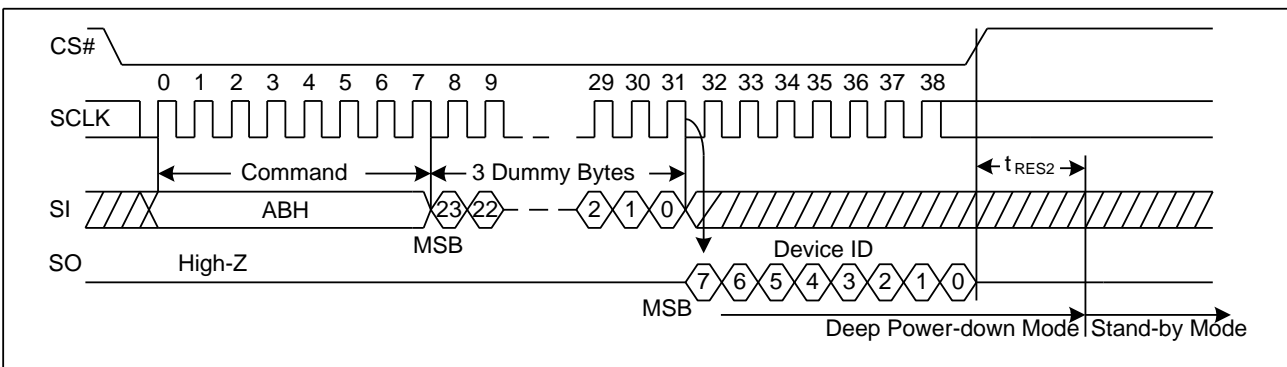 CS#
0 1 2 3 4 5 6 7 8 9 29 30 31 32 33 34 35 36 37 38
SCLK
Command 3 Dummy Bytes tRES2
SI ABH 23 22 2 1 0
MSB
SO High-Z Device ID
7 6 5 4 3 2 1 0
MSB
Deep Power-down Mode Stand-by Mode